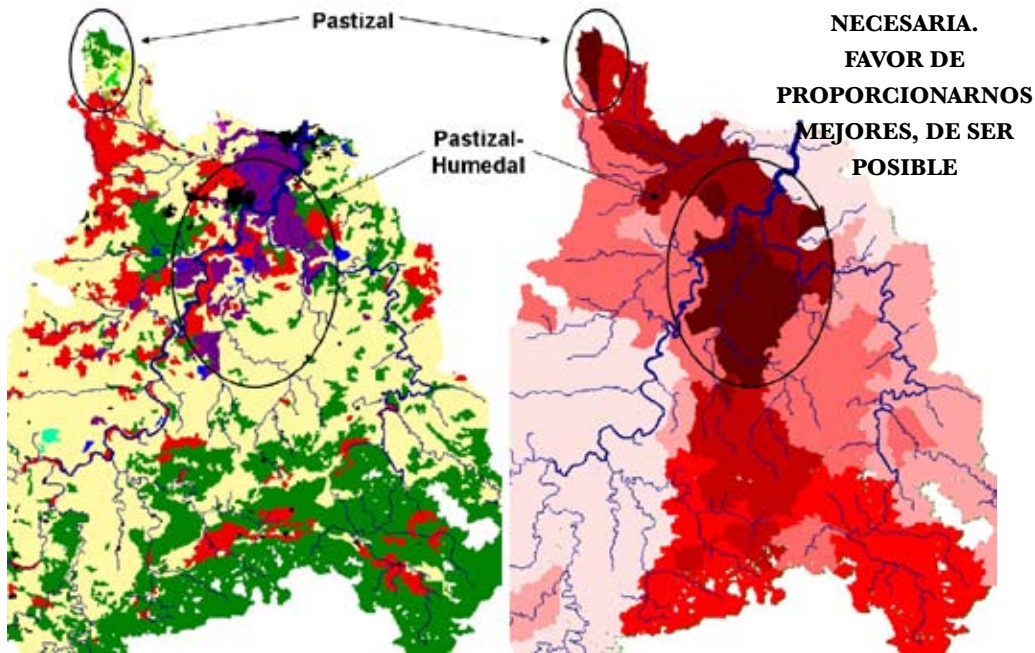 Pastizal
Pastizal-
Humedal
NECESARIA.
FAVOR DE
PROPORCIONARNOS
MEJORES, DE SER
POSIBLE